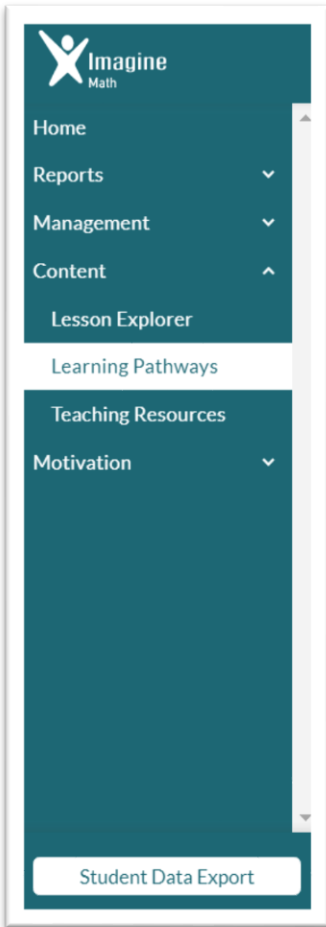 Imagine
Math
Home
Reports
Management
Content
Lesson Explorer
Learning Pathways
Teaching Resources
Motivation
Student Data Export